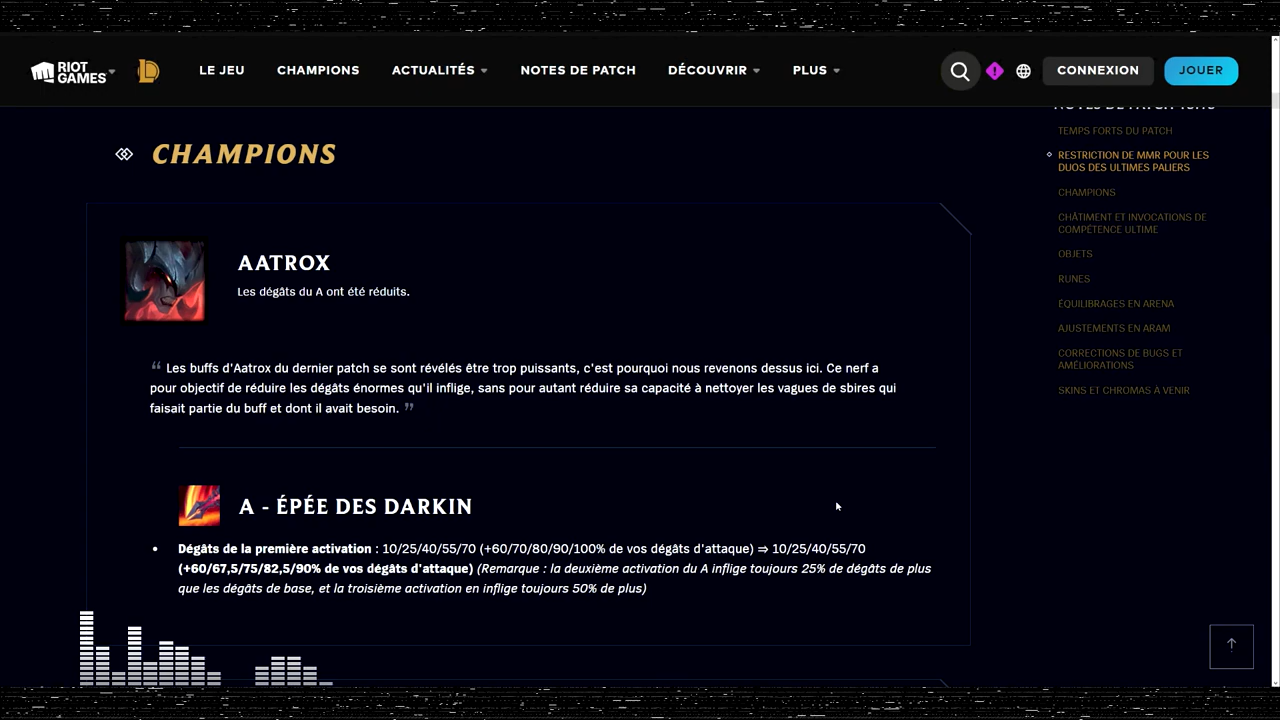 RIOT GAMES
LE JEU
CHAMPIONS
ACTUALITÉS
NOTES DE PATCH
DÉCOUVRIR
PLUS
CONNEXION
JOUER
CHAMPIONS
AATROX
Les dégâts du A ont été réduits.
“ Les buffs d'Aatrox du dernier patch se sont révélés être trop puissants, c'est pourquoi nous revenons dessus ici. Ce nerf a
pour objectif de réduire les dégâts énormes qu'il inflige, sans pour autant réduire sa capacité à nettoyer les vagues de sbires qui
faisait partie du buff et dont il avait besoin. ”
A - ÉPÉE DES DARKIN
• Dégâts de la première activation : 10/25/40/55/70 (+60/70/80/90/100% de vos dégâts d'attaque) ⇒ 10/25/40/55/70
(+60/67,5/75/82,5/90% de vos dégâts d'attaque) (Remarque : la deuxième activation du A inflige toujours 25% de dégâts de plus
que les dégâts de base, et la troisième activation en inflige toujours 50% de plus)
TEMPS FORTS DU PATCH
RESTRICTION DE MMR POUR LES
DUOS DES ULTIMES PALIERS
CHAMPIONS
CHÂTIMENT ET INVOCATIONS DE
COMPÉTENCE ULTIME
OBJETS
RUNES
ÉQUILIBRAGES EN ARENA
AJUSTEMENTS EN ARAM
CORRECTIONS DE BUGS ET
AMÉLIORATIONS
SKINS ET CHROMAS À VENIR